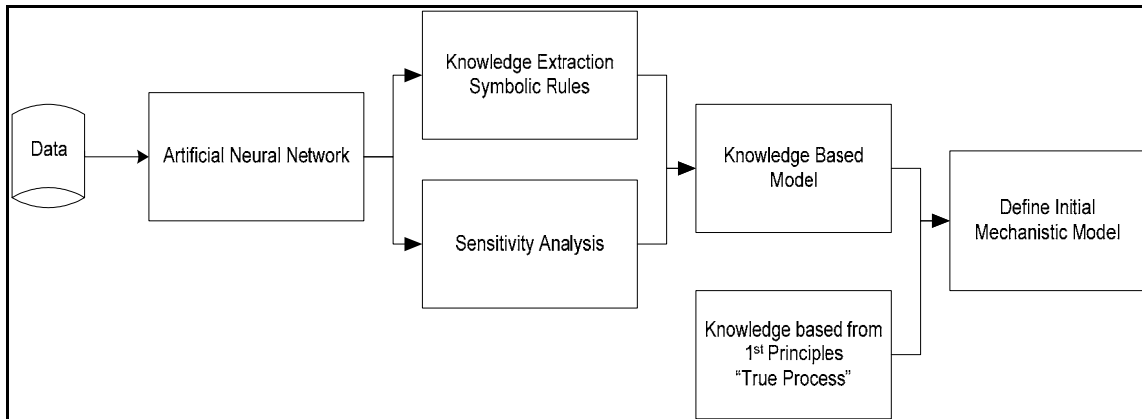 Data
Artificial Neural Network
Knowledge Extraction
Symbolic Rules
Sensitivity Analysis
Knowledge Based
Model
Knowledge based from
1st Principles
“True Process”
Define Initial
Mechanistic Model